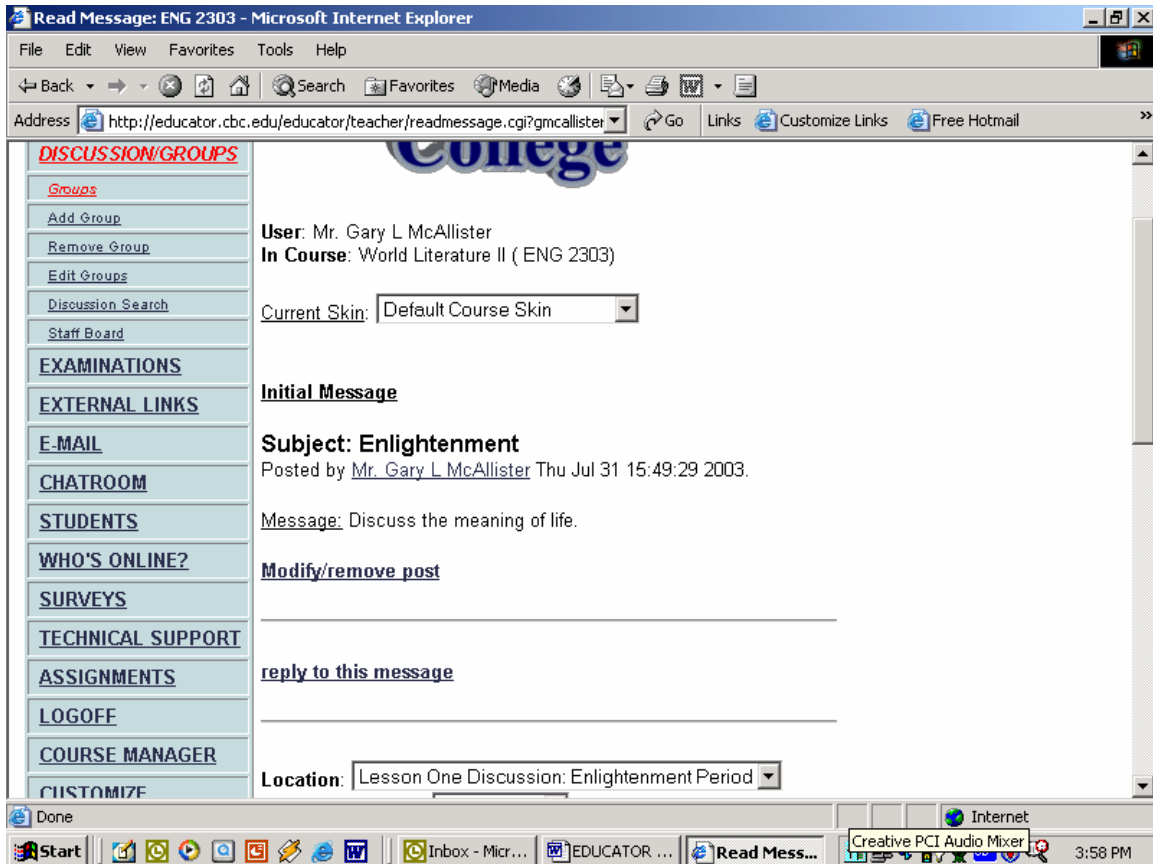 Read Message: ENG 2303 - Microsoft Internet Explorer
File Edit View Favorites Tools Help
Back Search Favorites Media
Address http://educator.cbc.edu/educator/teacher/readmessage.cgi?gmcallister Go Links Customize Links Free Hotmail »
DISCUSSION/GROUPS
Groups
Add Group
Remove Group
Edit Groups
Discussion Search
Staff Board
EXAMINATIONS
EXTERNAL LINKS
E-MAIL
CHATROOM
STUDENTS
WHO'S ONLINE?
SURVEYS
TECHNICAL SUPPORT
ASSIGNMENTS
LOGOFF
COURSE MANAGER
CUSTOMIZE
College
User: Mr. Gary L McAllister
In Course: World Literature II ( ENG 2303)
Current Skin: Default Course Skin
Initial Message
Subject: Enlightenment
Posted by Mr. Gary L McAllister Thu Jul 31 15:49:29 2003.
Message: Discuss the meaning of life.
Modify/remove post
reply to this message
Location: Lesson One Discussion: Enlightenment Period
Done Internet
Creative PCI Audio Mixer
Start Inbox - Micr... EDUCATOR ... Read Mess... 3:58 PM